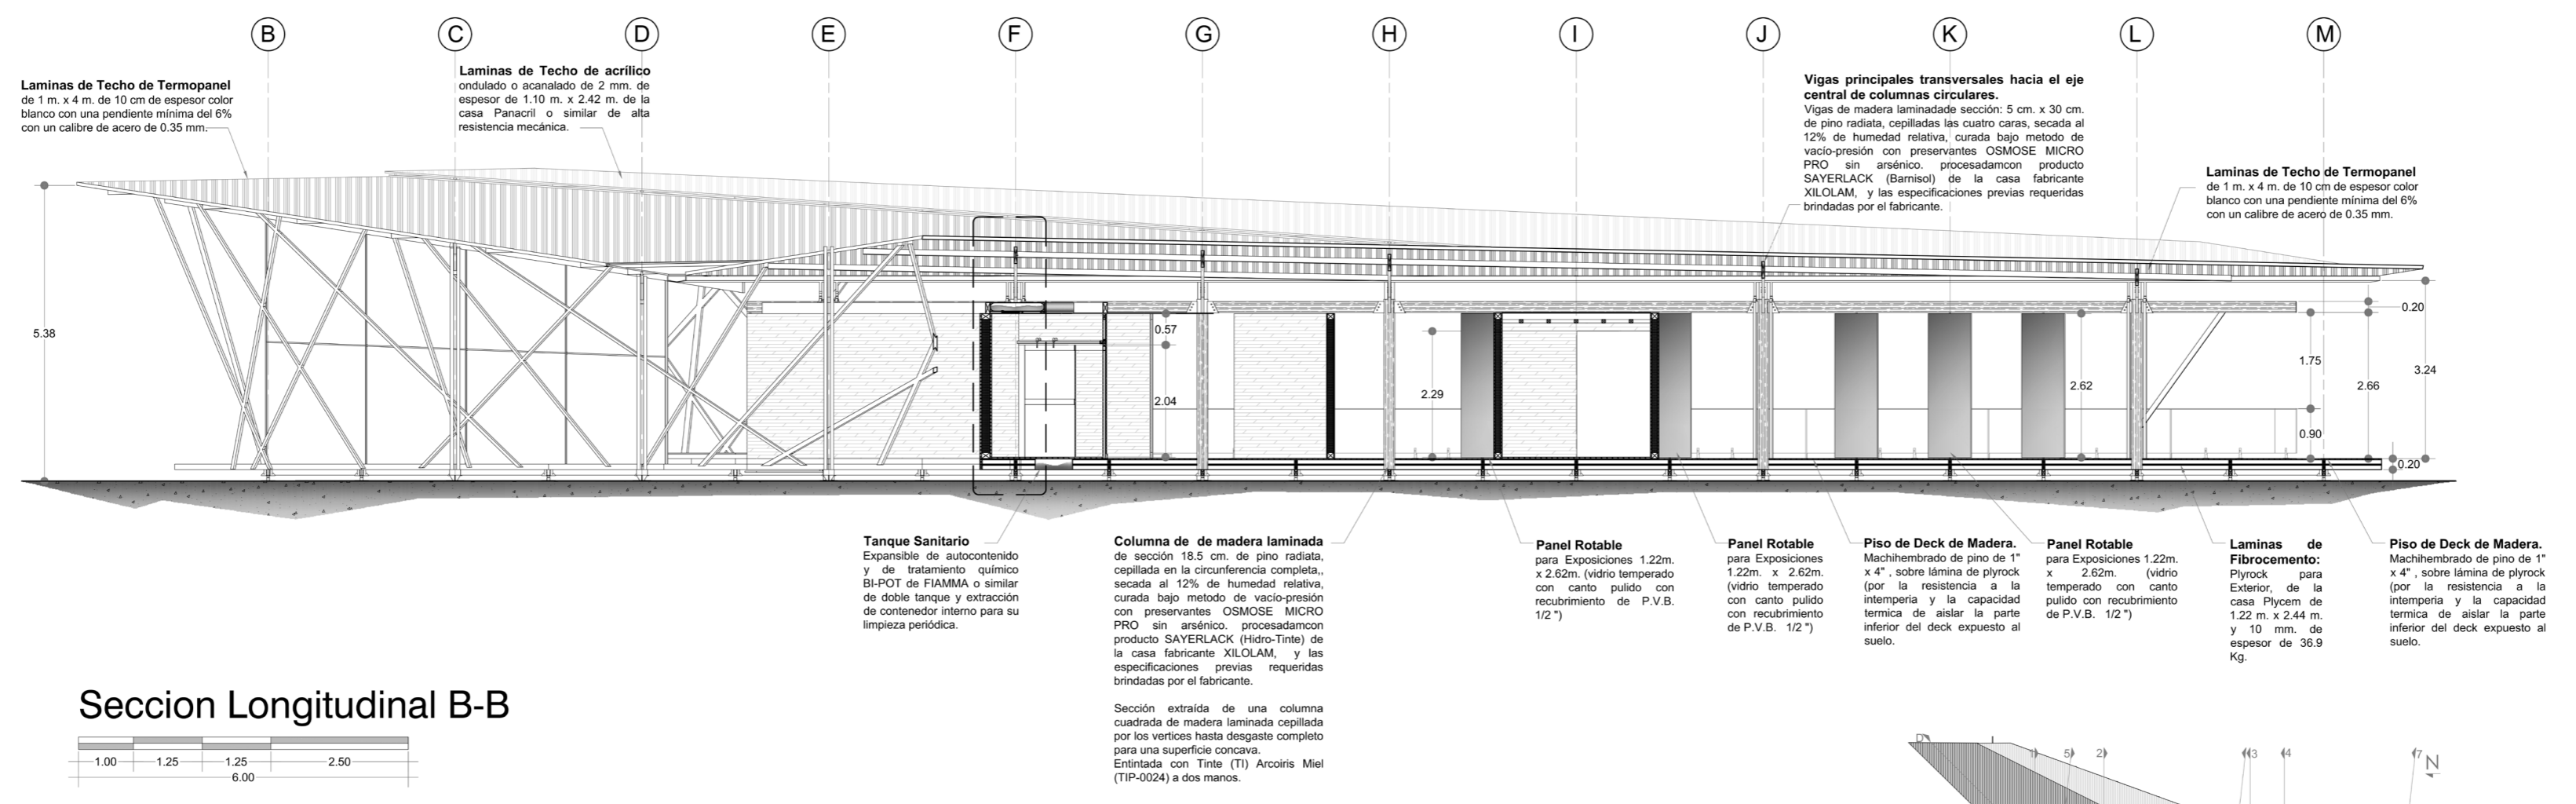 B
C
D
E
F
G
H
I
J
K
L
M
Laminas de Techo de Termopanel
de 1 m. x 4 m. de 10 cm de espesor color
blanco con una pendiente mínima del 6%
con un calibre de acero de 0.35 mm.
Laminas de Techo de acrílico
ondulado o acanalado de 2 mm. de
espesor de 1.10 m. x 2.42 m. de la
casa Panacril o similar de alta
resistencia mecánica.
Vigas principales transversales hacia el eje
central de columnas circulares.
Vigas de madera laminadade sección: 5 cm. x 30 cm.
de pino radiata, cepilladas las cuatro caras, secada al
12% de humedad relativa, curada bajo metodo de
vacío-presión con preservantes OSMOSE MICRO
PRO sin arsénico. procesadamcon producto
SAYERLACK (Barnisol) de la casa fabricante
XILOLAM, y las especificaciones previas requeridas
brindadas por el fabricante.
Laminas de Techo de Termopanel
de 1 m. x 4 m. de 10 cm de espesor color
blanco con una pendiente mínima del 6%
con un calibre de acero de 0.35 mm.
5.38
0.57
2.04
2.29
2.62
1.75
0.90
2.66
0.20
3.24
0.20
Tanque Sanitario
Expansible de autocontenido
y de tratamiento químico
BI-POT de FIAMMA o similar
de doble tanque y extracción
de contenedor interno para su
limpieza periódica.
Columna de de madera laminada
de sección 18.5 cm. de pino radiata,
cepillada en la circunferencia completa,,
secada al 12% de humedad relativa,
curada bajo metodo de vacío-presión
con preservantes OSMOSE MICRO
PRO sin arsénico. procesadamcon
producto SAYERLACK (Hidro-Tinte) de
la casa fabricante XILOLAM, y las
especificaciones previas requeridas
brindadas por el fabricante.
Sección extraída de una columna
cuadrada de madera laminada cepillada
por los vertices hasta desgaste completo
para una superficie concava.
Entintada con Tinte (TI) Arcoiris Miel
(TIP-0024) a dos manos.
Panel Rotable
para Exposiciones 1.22m.
x 2.62m. (vidrio temperado
con canto pulido con
recubrimiento de P.V.B.
1/2 ")
Panel Rotable
para Exposiciones
1.22m. x 2.62m.
(vidrio temperado
con canto pulido
con recubrimiento
de P.V.B. 1/2 ")
Piso de Deck de Madera.
Machihembrado de pino de 1"
x 4" , sobre lámina de plyrock
(por la resistencia a la
intemperia y la capacidad
termica de aislar la parte
inferior del deck expuesto al
suelo.
Panel Rotable
para Exposiciones 1.22m.
x 2.62m. (vidrio
temperado con canto
pulido con recubrimiento
de P.V.B. 1/2 ")
Laminas de
Fibrocemento:
Plyrock para
Exterior, de la
casa Plycem de
1.22 m. x 2.44 m.
y 10 mm. de
espesor de 36.9
Kg.
Piso de Deck de Madera.
Machihembrado de pino de 1"
x 4" , sobre lámina de plyrock
(por la resistencia a la
intemperia y la capacidad
termica de aislar la parte
inferior del deck expuesto al
suelo.
Seccion Longitudinal B-B
1.00
1.25
1.25
2.50
6.00
D
1
5
2
3
4
7
N